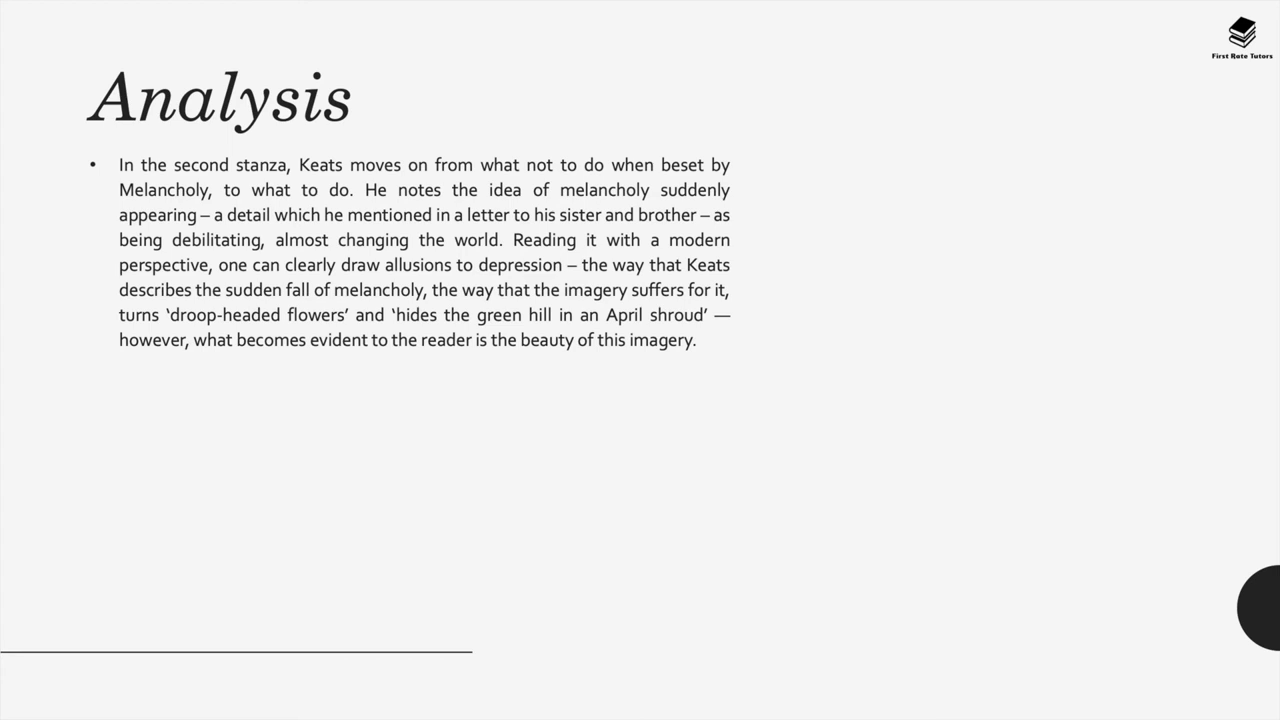 First Rate Tutors
Analysis
• In the second stanza, Keats moves on from what not to do when beset by
Melancholy, to what to do. He notes the idea of melancholy suddenly
appearing – a detail which he mentioned in a letter to his sister and brother – as
being debilitating, almost changing the world. Reading it with a modern
perspective, one can clearly draw allusions to depression – the way that Keats
describes the sudden fall of melancholy, the way that the imagery suffers for it,
turns ‘droop-headed flowers’ and ‘hides the green hill in an April shroud’ —
however, what becomes evident to the reader is the beauty of this imagery.